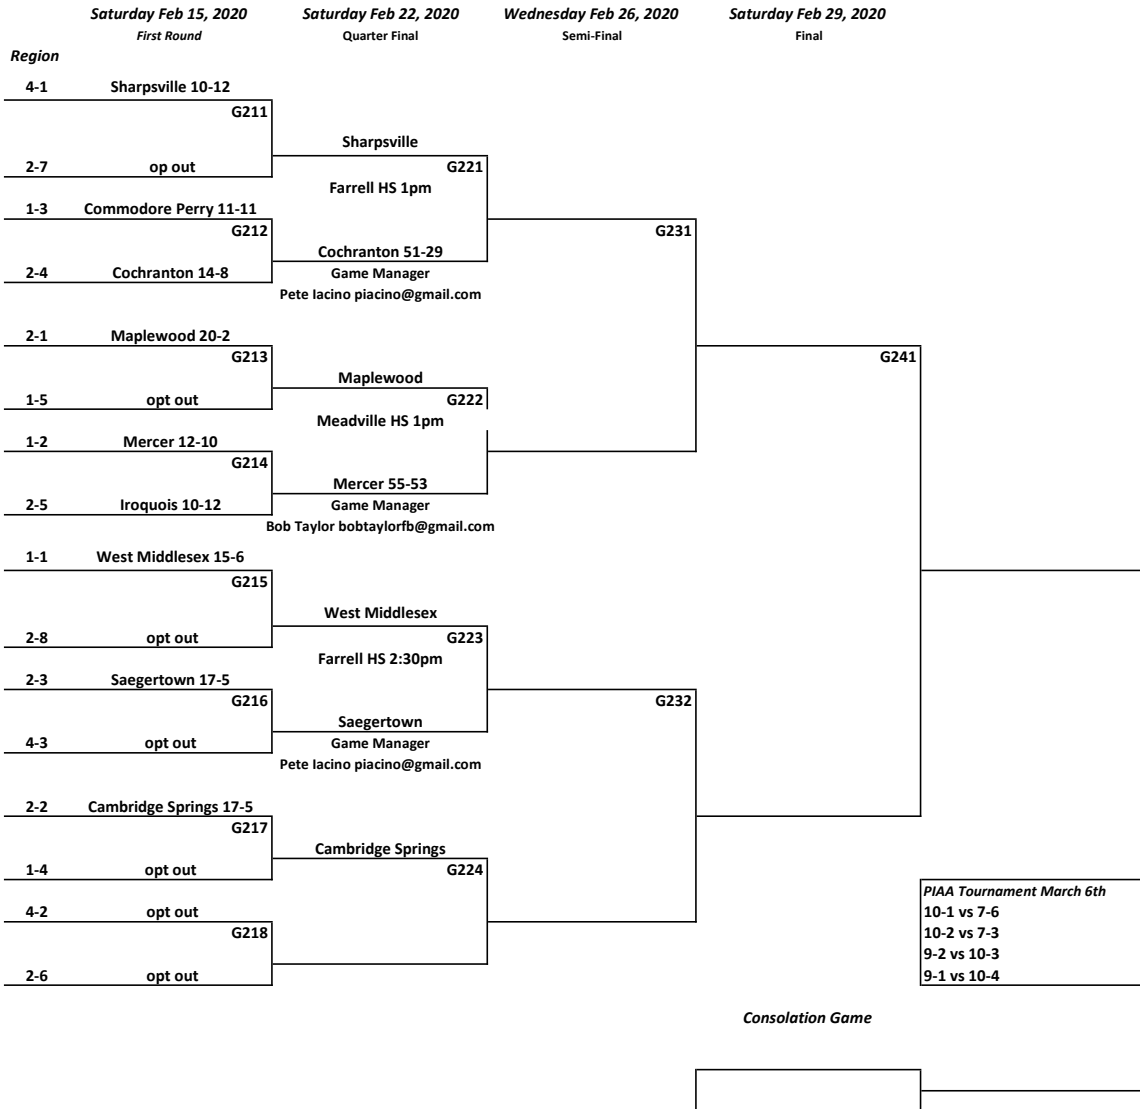 Saturday Feb 15, 2020 Saturday Feb 22, 2020 Wednesday Feb 26, 2020 Saturday Feb 29, 2020
First Round Quarter Final Semi-Final Final
Region
4-1 Sharpsville 10-12
G211
Sharpsville
2-7 op out G221
Farrell HS 1pm
1-3 Commodore Perry 11-11
G212 G231
Cochranton 51-29
2-4 Cochranton 14-8 Game Manager
Pete Iacino piacino@gmail.com
2-1 Maplewood 20-2
G213 G241
Maplewood
1-5 opt out G222
Meadville HS 1pm
1-2 Mercer 12-10
G214
Mercer 55-53
2-5 Iroquois 10-12 Game Manager
Bob Taylor bobtaylorfb@gmail.com
1-1 West Middlesex 15-6
G215
West Middlesex
2-8 opt out G223
Farrell HS 2:30pm
2-3 Saegertown 17-5
G216 G232
Saegertown
4-3 opt out Game Manager
Pete Iacino piacino@gmail.com
2-2 Cambridge Springs 17-5
G217
Cambridge Springs
1-4 opt out G224
PIAA Tournament March 6th
4-2 opt out 10-1 vs 7-6
G218 10-2 vs 7-3
9-2 vs 10-3
2-6 opt out 9-1 vs 10-4
Consolation Game